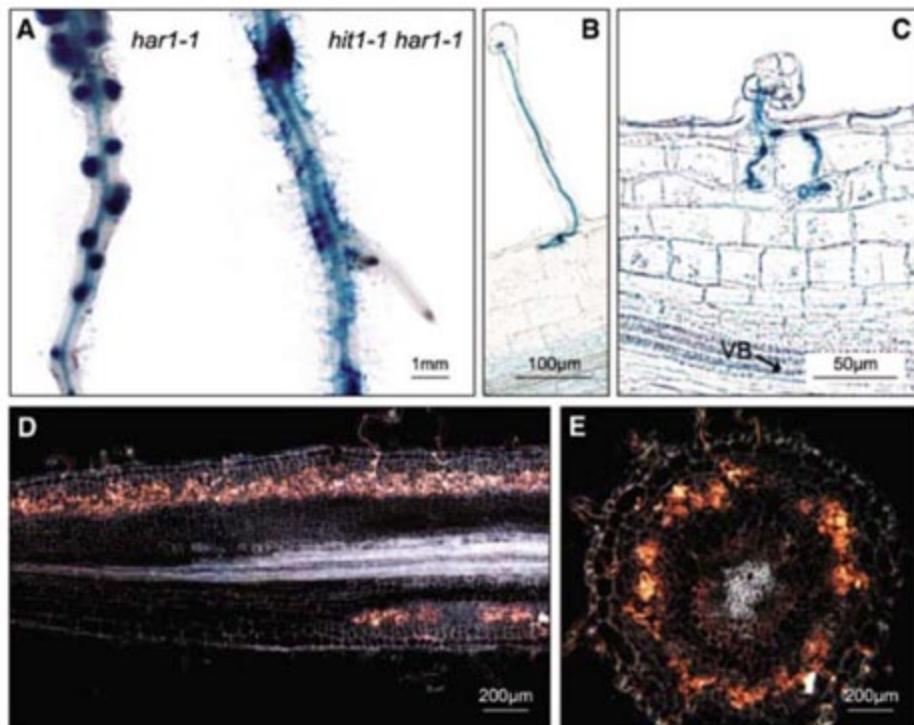 A
har1-1
hit1-1 har1-1
1mm
B
100μm
C
VB
50μm
D
200μm
E
200μm